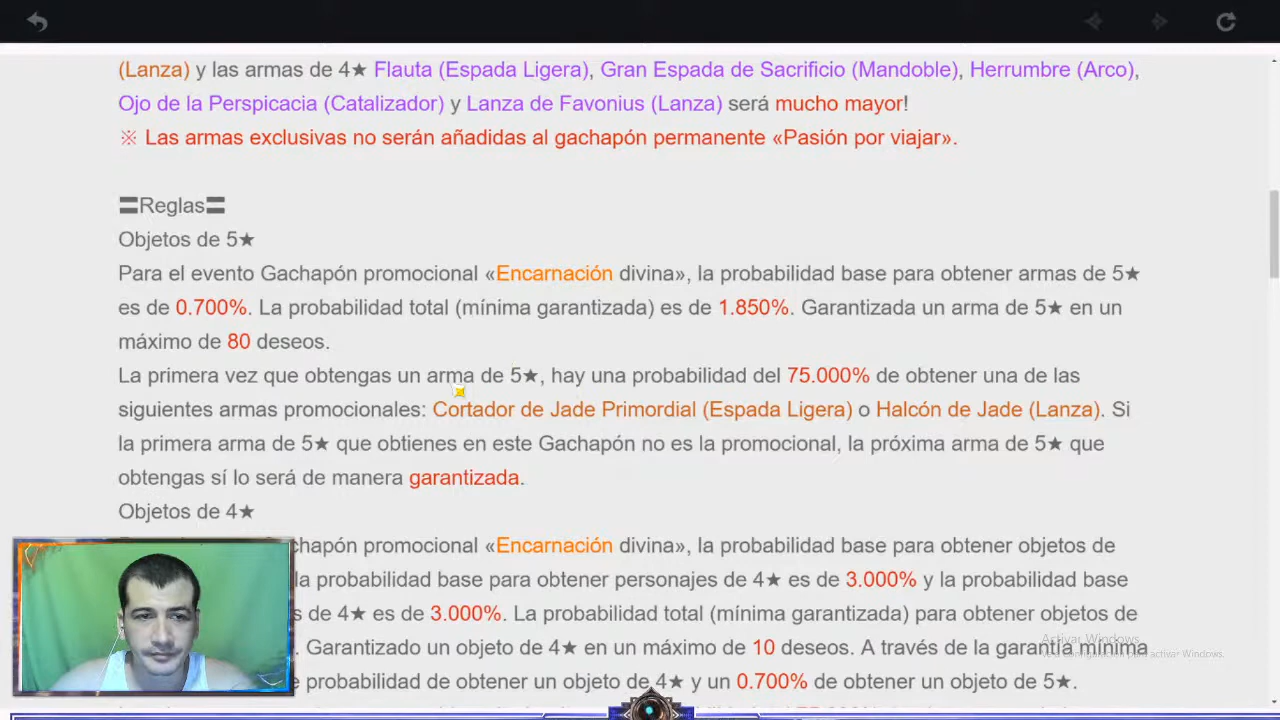 (Lanza) y las armas de 4★ Flauta (Espada Ligera), Gran Espada de Sacrificio (Mandoble), Herrumbre (Arco),
Ojo de la Perspicacia (Catalizador) y Lanza de Favonius (Lanza) será mucho mayor!
※ Las armas exclusivas no serán añadidas al gachapón permanente «Pasión por viajar».
〓Reglas〓
Objetos de 5★
Para el evento Gachapón promocional «Encarnación divina», la probabilidad base para obtener armas de 5★
es de 0.700%. La probabilidad total (mínima garantizada) es de 1.850%. Garantizada un arma de 5★ en un
máximo de 80 deseos.
La primera vez que obtengas un arma de 5★, hay una probabilidad del 75.000% de obtener una de las
siguientes armas promocionales: Cortador de Jade Primordial (Espada Ligera) o Halcón de Jade (Lanza). Si
la primera arma de 5★ que obtienes en este Gachapón no es la promocional, la próxima arma de 5★ que
obtengas sí lo será de manera garantizada.
Objetos de 4★
chapón promocional «Encarnación divina», la probabilidad base para obtener objetos de
la probabilidad base para obtener personajes de 4★ es de 3.000% y la probabilidad base
s de 4★ es de 3.000%. La probabilidad total (mínima garantizada) para obtener objetos de
Activar Windows
. Garantizado un objeto de 4★ en un máximo de 10 deseos. A través de la garantía mínima
activar Windows.
probabilidad de obtener un objeto de 4★ y un 0.700% de obtener un objeto de 5★.